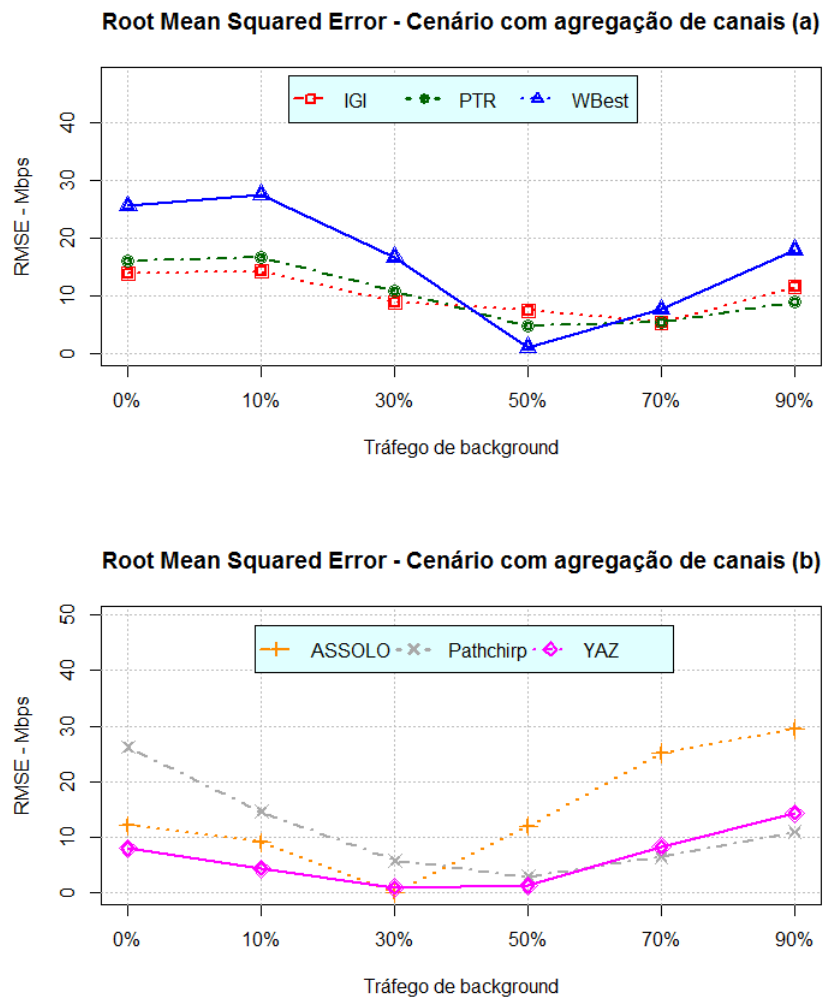 Root Mean Squared Error - Cenário com agregação de canais (a)
IGI PTR WBest
RMSE - Mbps
40
30
20
10
0
0% 10% 30% 50% 70% 90%
Tráfego de background
Root Mean Squared Error - Cenário com agregação de canais (b)
ASSOLO Pathchirp YAZ
RMSE - Mbps
50
40
30
20
10
0
0% 10% 30% 50% 70% 90%
Tráfego de background